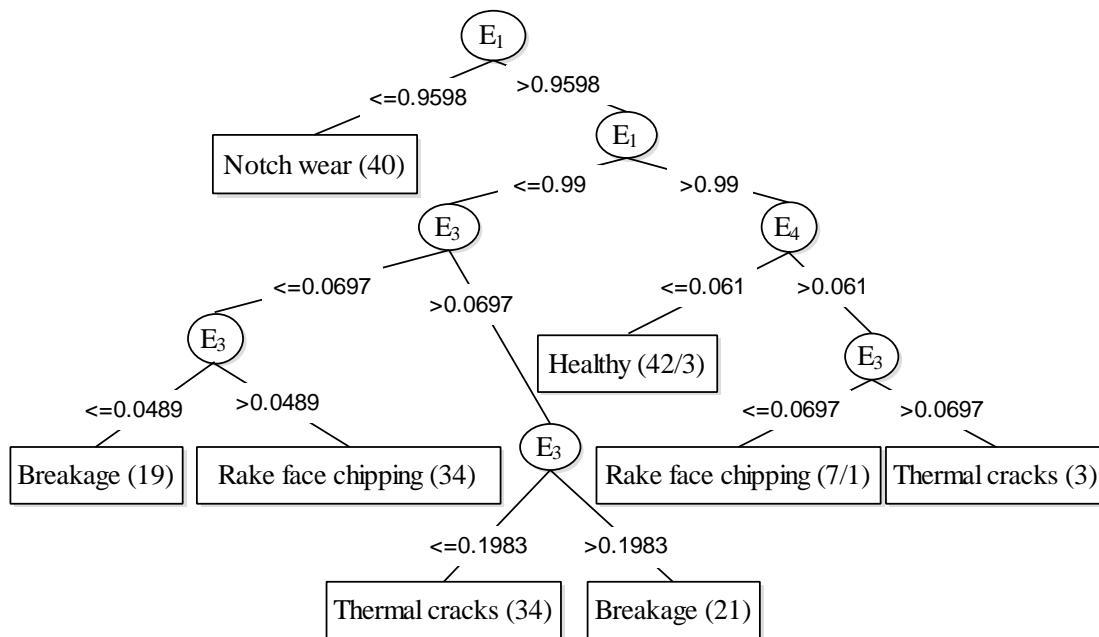 E₁
<=0.9598
>0.9598
Notch wear (40)
E₁
<=0.99
>0.99
E₃
E₄
<=0.0697
>0.0697
<=0.061
>0.061
E₃
Healthy (42/3)
E₃
<=0.0489
>0.0489
<=0.0697
>0.0697
Breakage (19)
Rake face chipping (34)
E₃
Rake face chipping (7/1)
Thermal cracks (3)
<=0.1983
>0.1983
Thermal cracks (34)
Breakage (21)